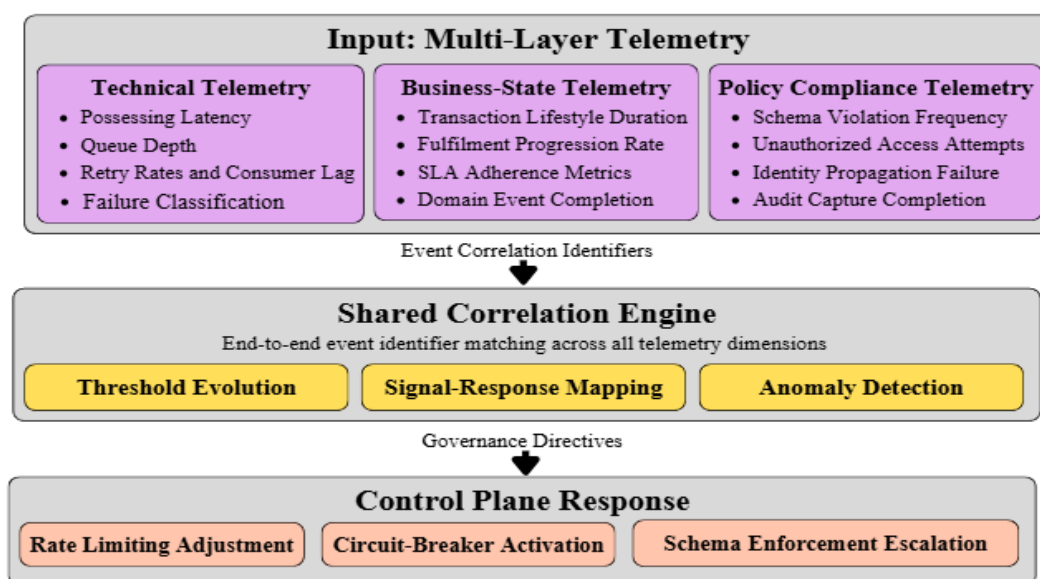 Input: Multi-Layer Telemetry
Technical Telemetry
• Possessing Latency
• Queue Depth
• Retry Rates and Consumer Lag
• Failure Classification
Business-State Telemetry
• Transaction Lifestyle Duration
• Fulfilment Progression Rate
• SLA Adherence Metrics
• Domain Event Completion
Policy Compliance Telemetry
• Schema Violation Frequency
• Unauthorized Access Attempts
• Identity Propagation Failure
• Audit Capture Completion
Event Correlation Identifiers
Shared Correlation Engine
End-to-end event identifier matching across all telemetry dimensions
Threshold Evolution
Signal-Response Mapping
Anomaly Detection
Governance Directives
Control Plane Response
Rate Limiting Adjustment
Circuit-Breaker Activation
Schema Enforcement Escalation